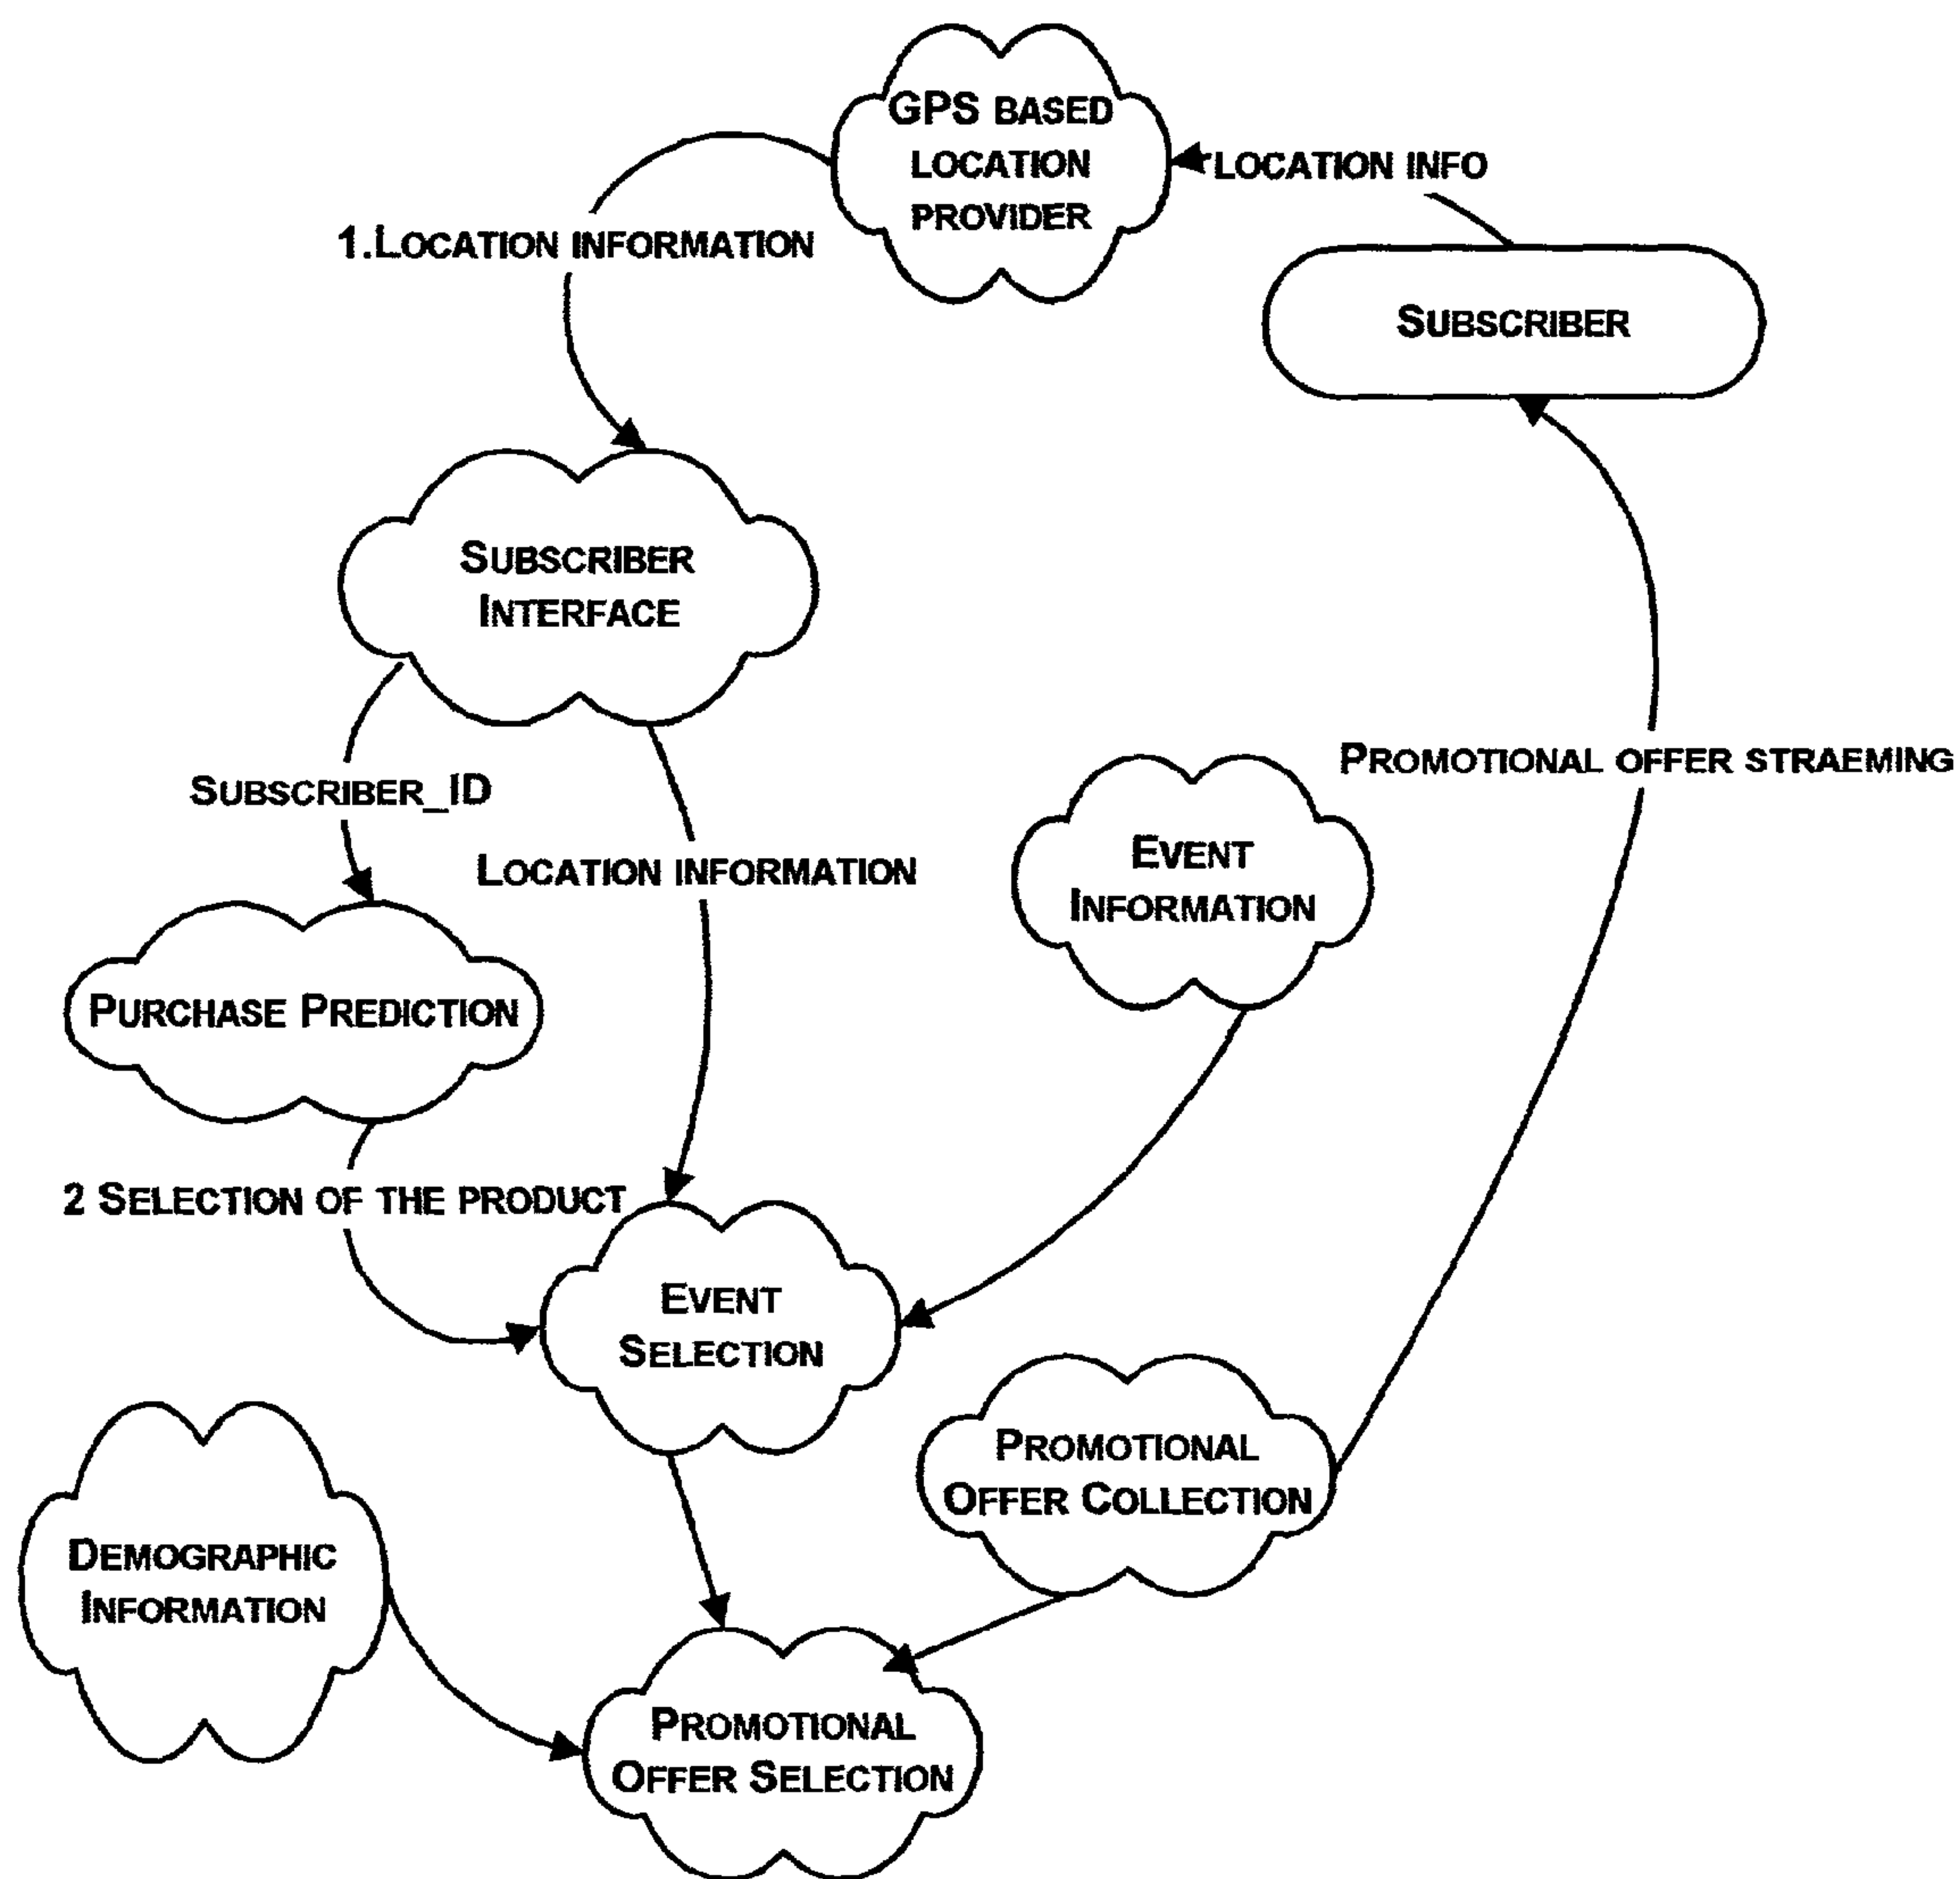 GPS BASED
LOCATION
PROVIDER
LOCATION INFO
1.LOCATION INFORMATION
SUBSCRIBER
SUBSCRIBER
INTERFACE
SUBSCRIBER_ID
PROMOTIONAL OFFER STRAEMING
LOCATION INFORMATION
EVENT
INFORMATION
PURCHASE PREDICTION
2 SELECTION OF THE PRODUCT
EVENT
SELECTION
PROMOTIONAL
OFFER COLLECTION
DEMOGRAPHIC
INFORMATION
PROMOTIONAL
OFFER SELECTION